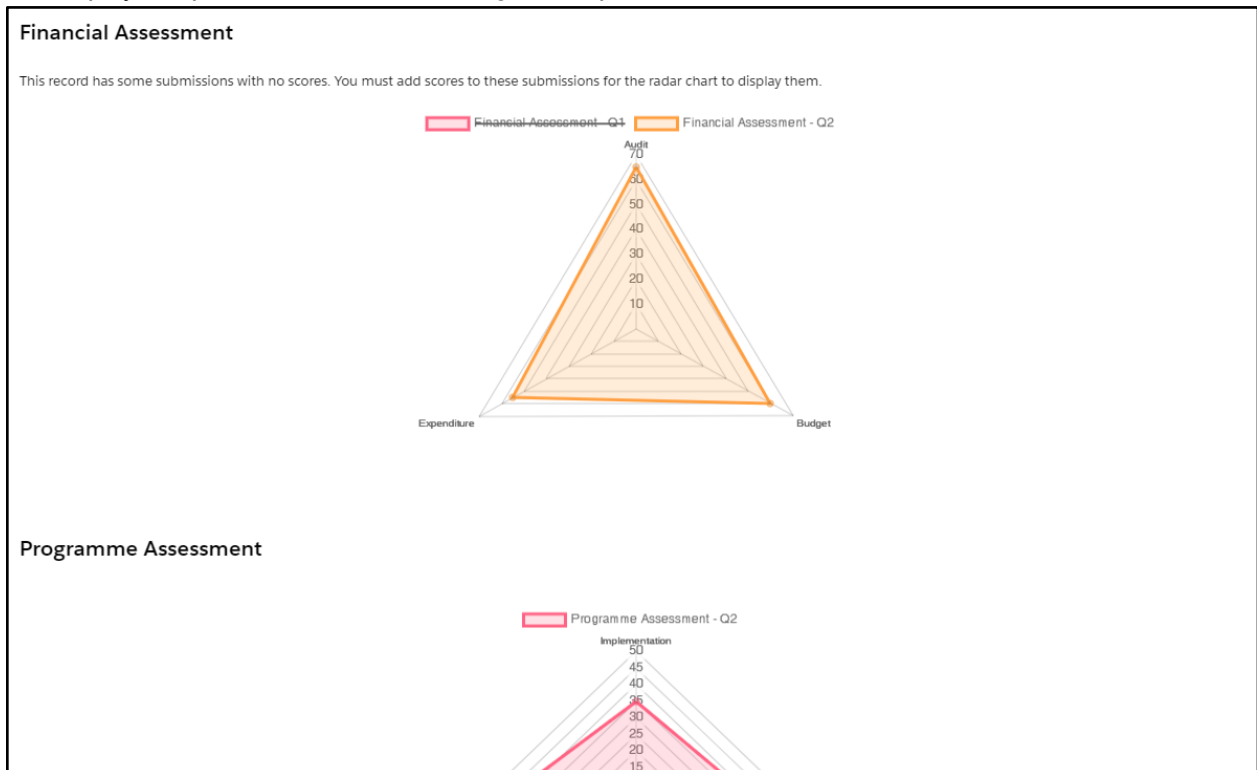 Financial Assessment
This record has some submissions with no scores. You must add scores to these submissions for the radar chart to display them.
Financial Assessment - Q1 Financial Assessment - Q2
Audit
70
60
50
40
30
20
10
Expenditure Budget
Programme Assessment
Programme Assessment - Q2
Implementation
50
45
40
35
30
25
20
15